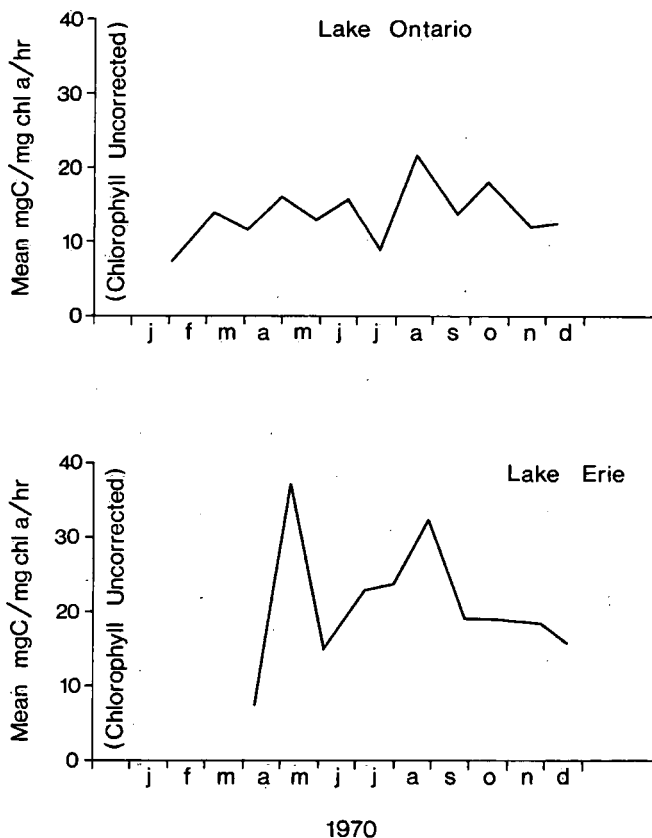 Lake Ontario
Mean mgC/mg chl a/hr
(Chlorophyll Uncorrected)
40
30
20
10
0
j f m a m j j a s o n d
Lake Erie
Mean mgC/mg chl a/hr
(Chlorophyll Uncorrected)
40
30
20
10
0
j f m a m j j a s o n d
1970